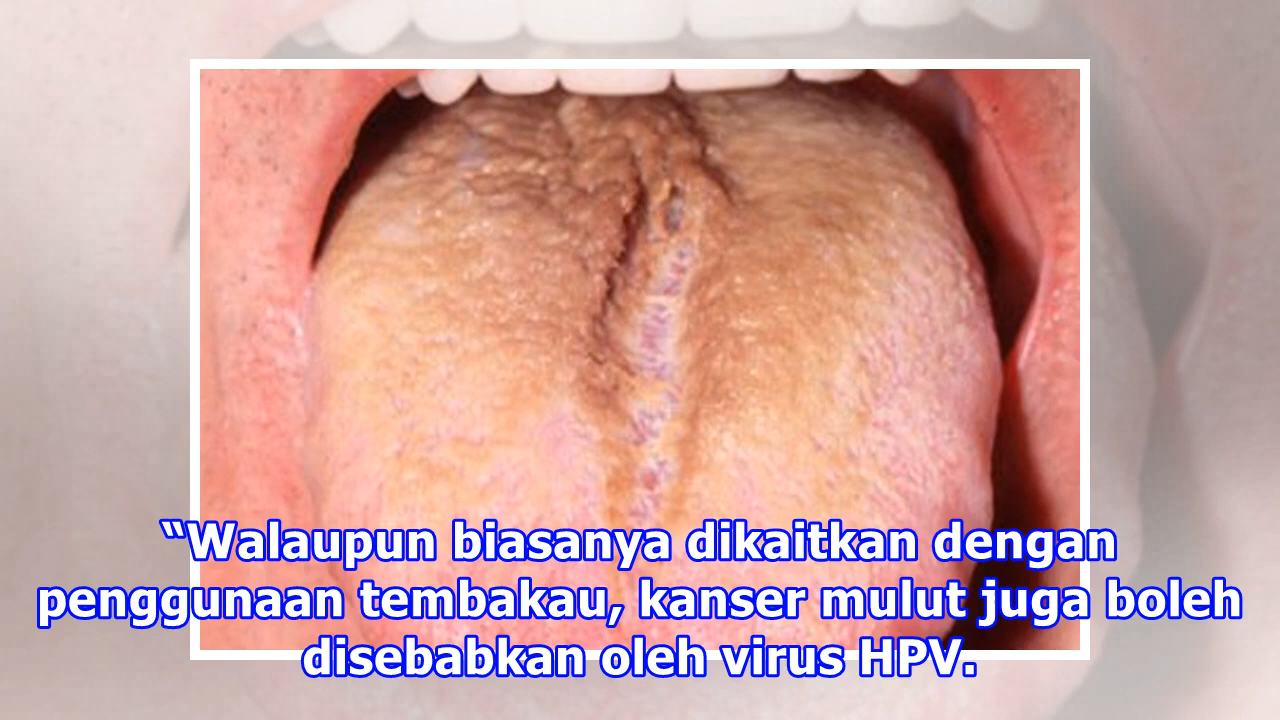 “Walaupun biasanya dikaitkan dengan
penggunaan tembakau, kanser mulut juga boleh
disebabkan oleh virus HPV.